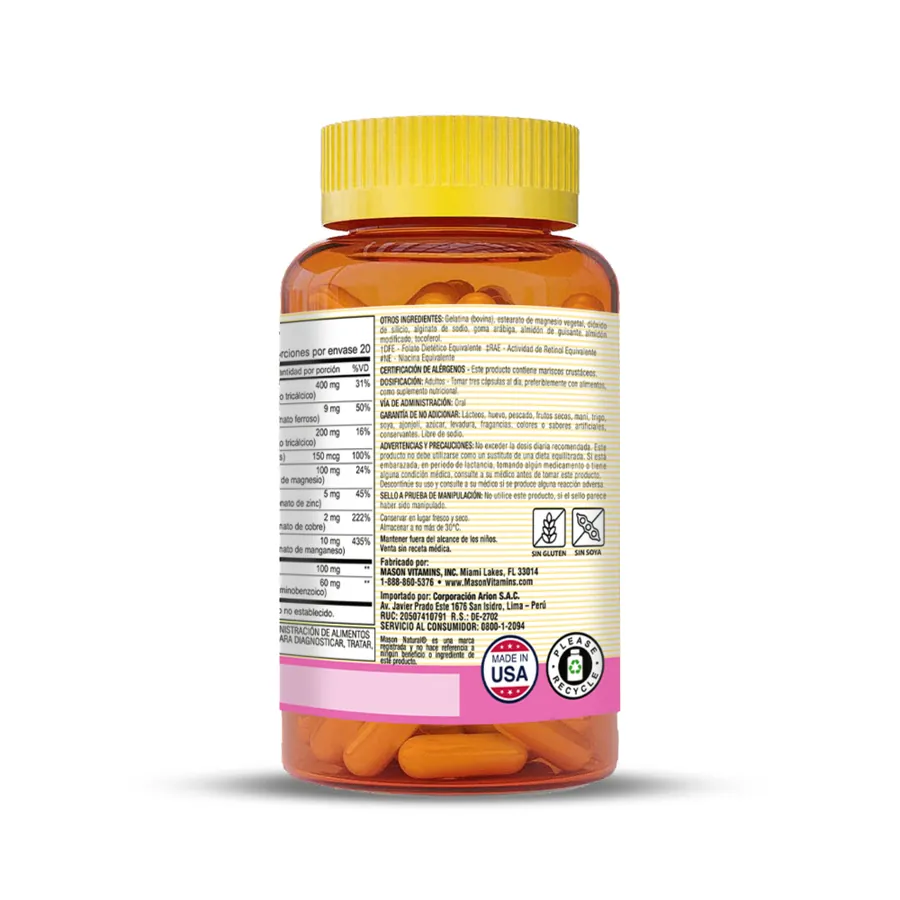 rciones por envase 20
antidad por porción %VD
400 mg 31%
o tricálcico)
9 mg 50%
nato ferroso)
200 mg 16%
o tricálcico)
s) 150 mcg 100%
100 mg 24%
de magnesio)
5 mg 45%
onato de zinc)
2 mg 222%
nato de cobre)
10 mg 435%
nato de manganeso)
100 mg **
60 mg **
minobenzoico)
o no establecido.
NISTRACIÓN DE ALIMENTOS
PARA DIAGNOSTICAR, TRATAR,
OTROS INGREDIENTES: Gelatina (bovina), estearato de magnesio vegetal, dióxido
de silicio, alginato de sodio, goma arábiga, almidón de guisante, almidón
modificado, tocoferol.
†DFE - Folato Dietético Equivalente ‡RAE - Actividad de Retinol Equivalente
#NE - Niacina Equivalente
CERTIFICACIÓN DE ALÉRGENOS - Este producto contiene mariscos crustáceos.
DOSIFICACIÓN: Adultos - Tomar tres cápsulas al día, preferiblemente con alimentos,
como suplemento nutricional.
VÍA DE ADMINISTRACIÓN: Oral
GARANTÍA DE NO ADICIONAR: Lácteos, huevo, pescado, frutos secos, maní, trigo,
soya, ajonjolí, azúcar, levadura, fragancias, colores o sabores artificiales,
conservantes. Libre de sodio.
ADVERTENCIAS Y PRECAUCIONES: No exceder la dosis diaria recomendada. Este
producto no debe utilizarse como un sustituto de una dieta equilibrada. Si está
embarazada, en periodo de lactancia, tomando algún medicamento o tiene
alguna condición médica, consulte a su médico antes de tomar este producto.
Descontinúe su uso y consulte a su médico si se produce alguna reacción adversa.
SELLO A PRUEBA DE MANIPULACIÓN: No utilice este producto, si el sello parece
haber sido manipulado.
Conservar en lugar fresco y seco.
Almacenar a no más de 30°C.
Mantener fuera del alcance de los niños.
Venta sin receta médica.
SIN GLUTEN SIN SOYA
Fabricado por:
MASON VITAMINS, INC. Miami Lakes, FL 33014
1-888-860-5376 • www.MasonVitamins.com
Importado por: Corporación Arion S.A.C.
Av. Javier Prado Este 1676 San Isidro, Lima – Perú
RUC: 20507410791 R.S.: DE-2702
SERVICIO AL CONSUMIDOR: 0800-1-2094
Mason Natural® es una marca
registrada y no hace referencia a
ningún beneficio o ingrediente de
este producto.
MADE IN
USA
PLEASE
RECYCLE